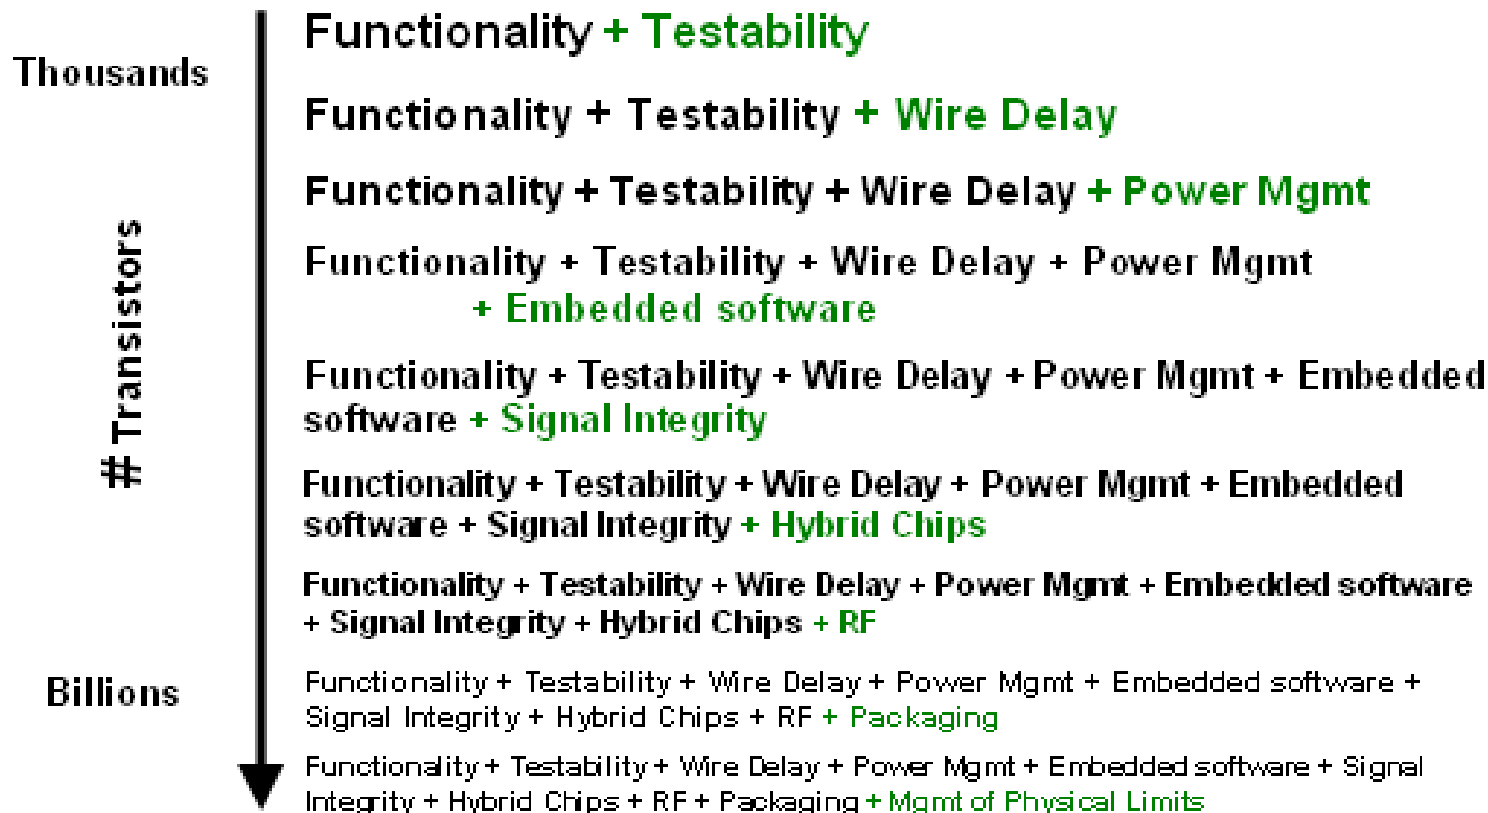 Thousands
# Transistors
Billions
Functionality + Testability
Functionality + Testability + Wire Delay
Functionality + Testability + Wire Delay + Power Mgmt
Functionality + Testability + Wire Delay + Power Mgmt
+ Embedded software
Functionality + Testability + Wire Delay + Power Mgmt + Embedded
software + Signal Integrity
Functionality + Testability + Wire Delay + Power Mgmt + Embedded
software + Signal Integrity + Hybrid Chips
Functionality + Testability + Wire Delay + Power Mgmt + Embedded software
+ Signal Integrity + Hybrid Chips + RF
Functionality + Testability + Wire Delay + Power Mgmt + Embedded software +
Signal Integrity + Hybrid Chips + RF + Packaging
Functionality + Testability + Wire Delay + Power Mgmt + Embedded software + Signal
Integrity + Hybrid Chips + RF + Packaging + Mgmt of Physical Limits